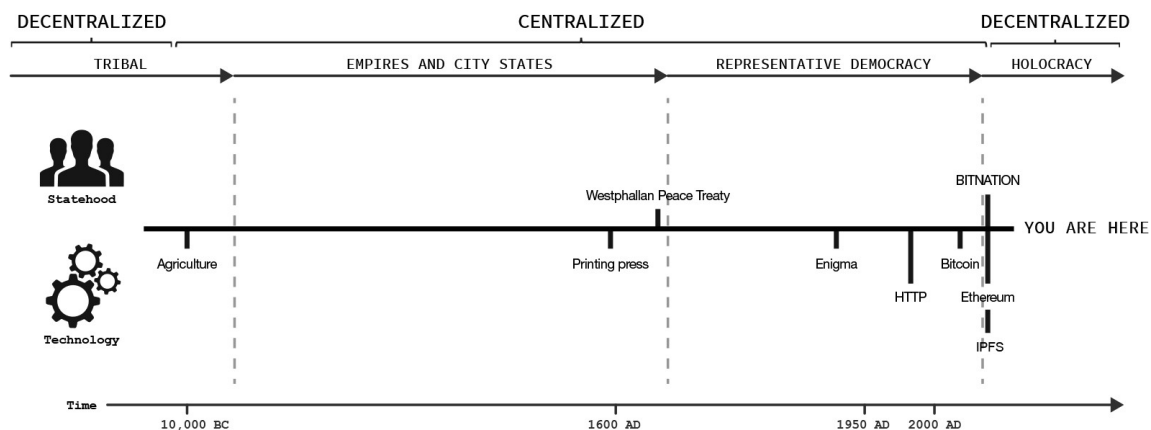 DECENTRALIZED
CENTRALIZED
DECENTRALIZED
TRIBAL
EMPIRES AND CITY STATES
REPRESENTATIVE DEMOCRACY
HOLOCRACY
Statehood
BITNATION
Westphallan Peace Treaty
YOU ARE HERE
Agriculture
Printing press
Enigma
Bitcoin
HTTP
Ethereum
Technology
IPFS
Time
10,000 BC
1600 AD
1950 AD
2000 AD